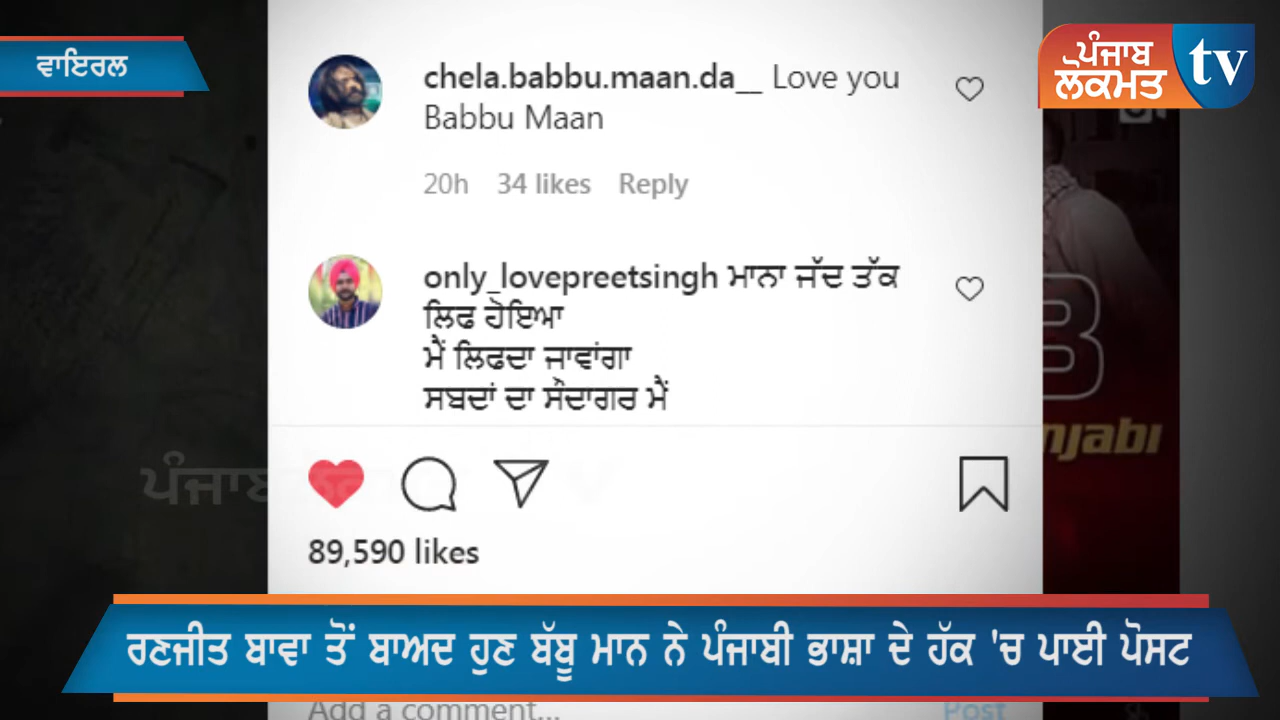 ਵਾਇਰਲ
ਪੰਜਾਬ
ਲੋਕਮਤ
tv
chela.babbu.maan.da__ Love you
Babbu Maan
20h 34 likes Reply
only_lovepreetsingh ਮਾਨਾ ਜੱਦ ਤੱਕ
ਲਿਫ ਹੋਇਆ
ਮੈਂ ਲਿਫਦਾ ਜਾਵਾਂਗਾ
ਸਬਦਾਂ ਦਾ ਸੌਦਾਗਰ ਮੈਂ
B
njabi
ਪੰਜਾਬ
89,590 likes
ਰਣਜੀਤ ਬਾਵਾ ਤੋਂ ਬਾਅਦ ਹੁਣ ਬੱਬੂ ਮਾਨ ਨੇ ਪੰਜਾਬੀ ਭਾਸ਼ਾ ਦੇ ਹੱਕ 'ਚ ਪਾਈ ਪੋਸਟ
Add a comment... Post